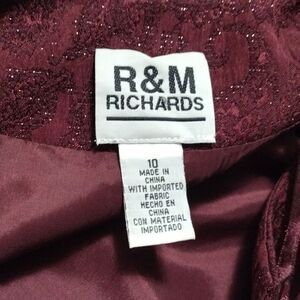 R&M
RICHARDS
10
MADE IN
CHINA
WITH IMPORTED
FABRIC
HECHO EN
CHINA
CON MATERIAL
IMPORTADO